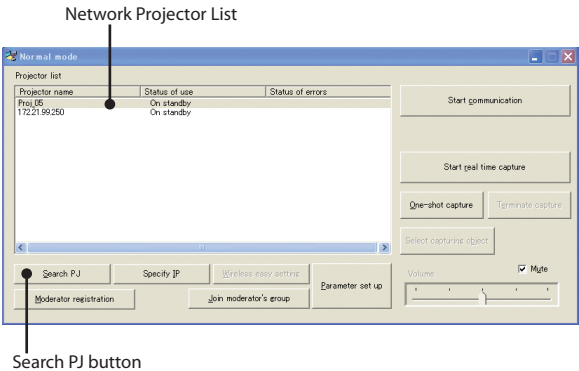 Network Projector List
Normal mode
Projector list
Projector name Status of use Status of errors
Proj_05 On standby
172.21.99.250 On standby
Start communication
Start real time capture
One-shot capture Terminate capture
Select capturing object
Search PJ Specify IP Wireless easy setting
Parameter set up
Moderator registration Join moderator's group
Volume Mute
Search PJ button